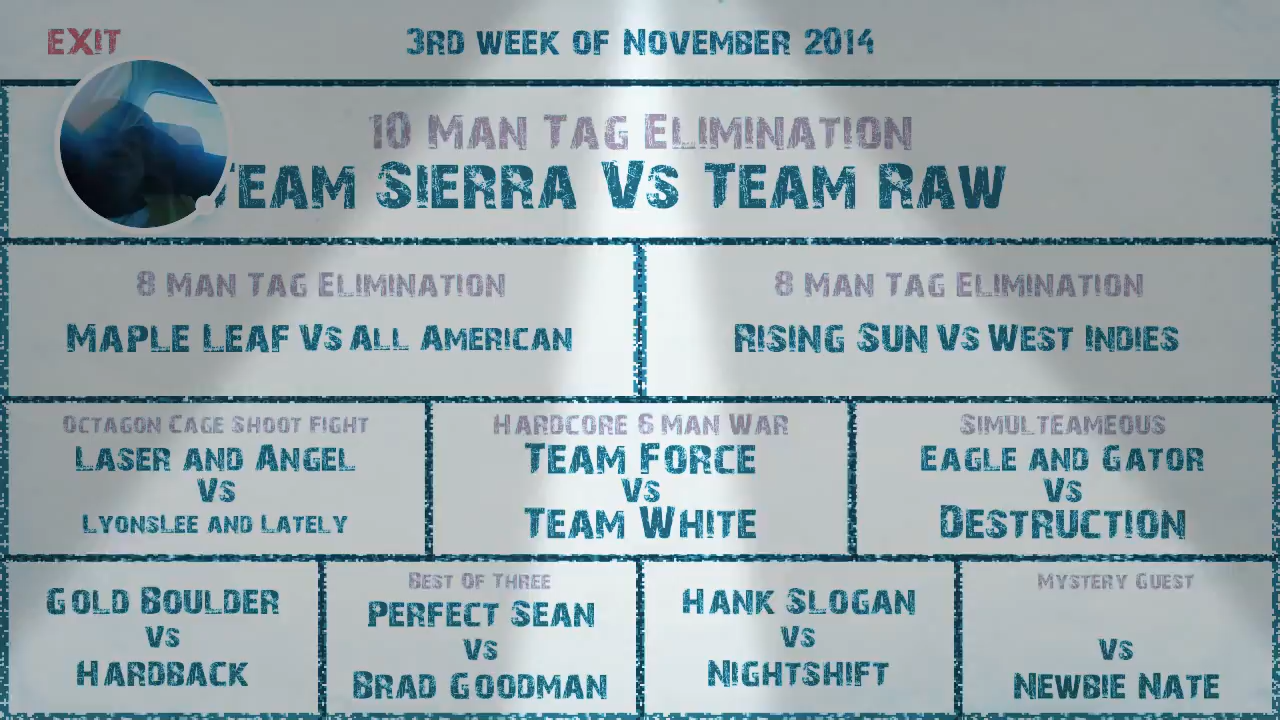 EXIT
3RD WEEK OF NOVEMBER 2014
10 MAN TAG ELIMINATION
TEAM SIERRA VS TEAM RAW
8 MAN TAG ELIMINATION
MAPLE LEAF VS ALL AMERICAN
8 MAN TAG ELIMINATION
RISING SUN VS WEST INDIES
OCTAGON CAGE SHOOT FIGHT
LASER AND ANGEL
VS
LYONSLEE AND LATELY
HARDCORE 6 MAN WAR
TEAM FORCE
VS
TEAM WHITE
SIMULTEAMEOUS
EAGLE AND GATOR
VS
DESTRUCTION
GOLD BOULDER
VS
HARDBACK
BEST OF THREE
PERFECT SEAN
VS
BRAD GOODMAN
HANK SLOGAN
VS
NIGHTSHIFT
MYSTERY GUEST
VS
NEWBIE NATE